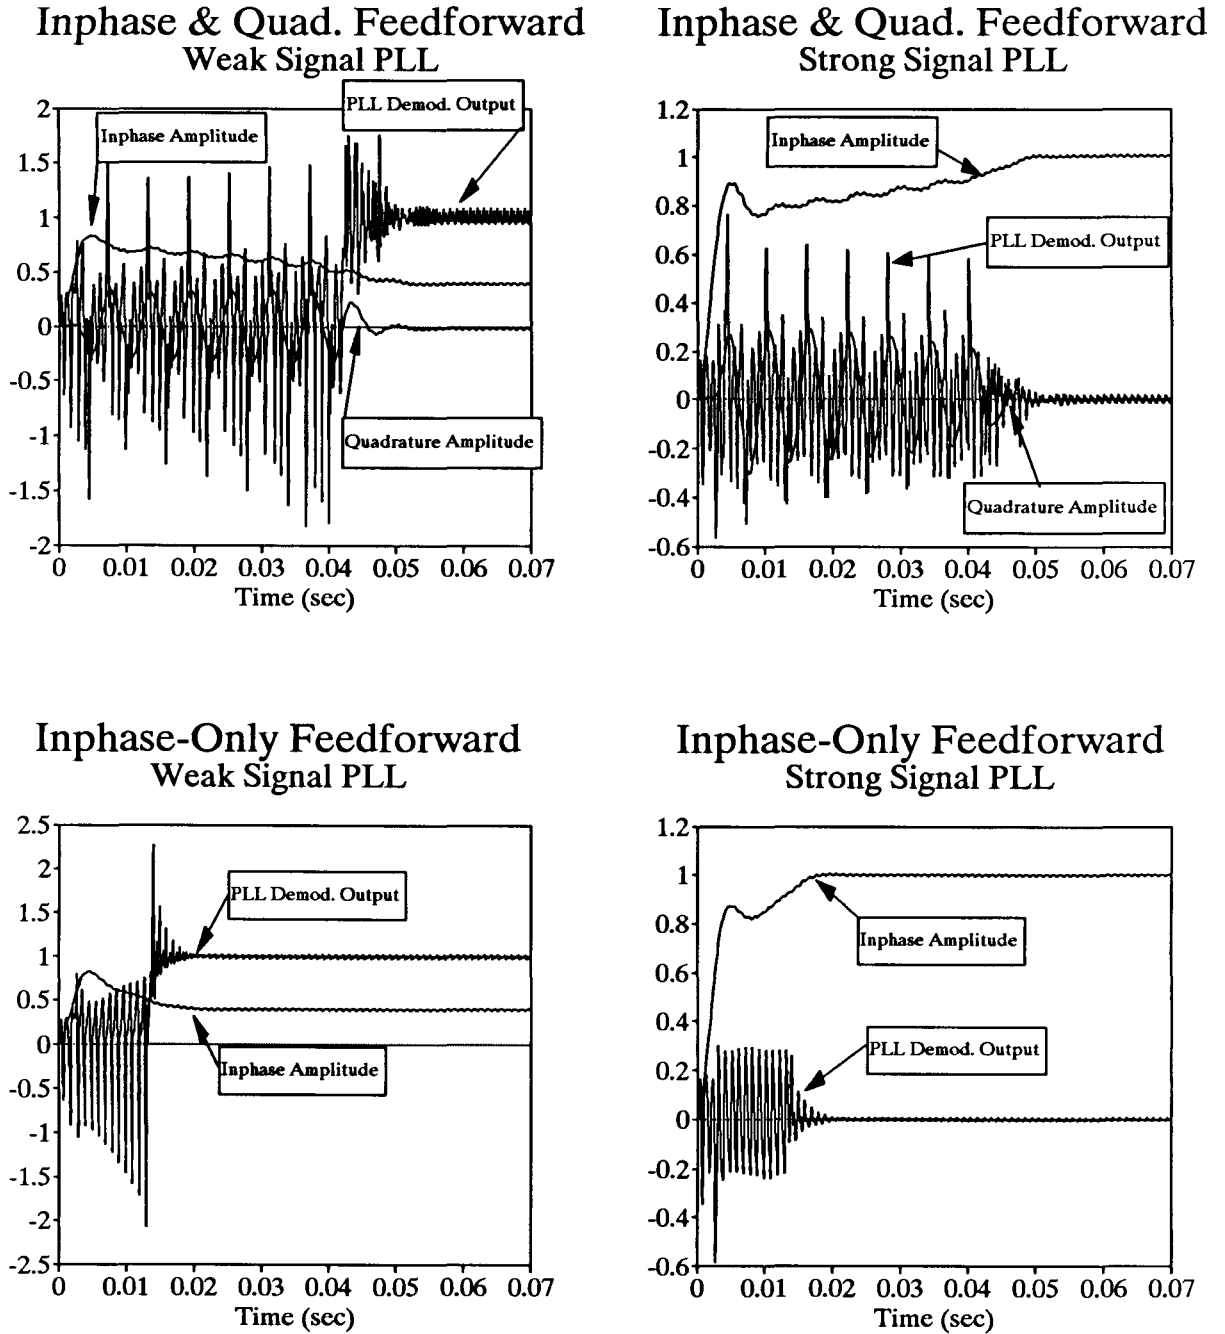 Inphase & Quad. Feedforward
Weak Signal PLL
PLL Demod. Output
Inphase Amplitude
Quadrature Amplitude
2
1.5
1
0.5
0
-0.5
-1
-1.5
-2
0 0.01 0.02 0.03 0.04 0.05 0.06 0.07
Time (sec)
Inphase & Quad. Feedforward
Strong Signal PLL
Inphase Amplitude
PLL Demod. Output
Quadrature Amplitude
1.2
1
0.8
0.6
0.4
0.2
0
-0.2
-0.4
-0.6
0 0.01 0.02 0.03 0.04 0.05 0.06 0.07
Time (sec)
Inphase-Only Feedforward
Weak Signal PLL
PLL Demod. Output
Inphase Amplitude
2.5
2
1.5
1
0.5
0
-0.5
-1
-1.5
-2
-2.5
0 0.01 0.02 0.03 0.04 0.05 0.06 0.07
Time (sec)
Inphase-Only Feedforward
Strong Signal PLL
Inphase Amplitude
PLL Demod. Output
1.2
1
0.8
0.6
0.4
0.2
0
-0.2
-0.4
-0.6
0 0.01 0.02 0.03 0.04 0.05 0.06 0.07
Time (sec)